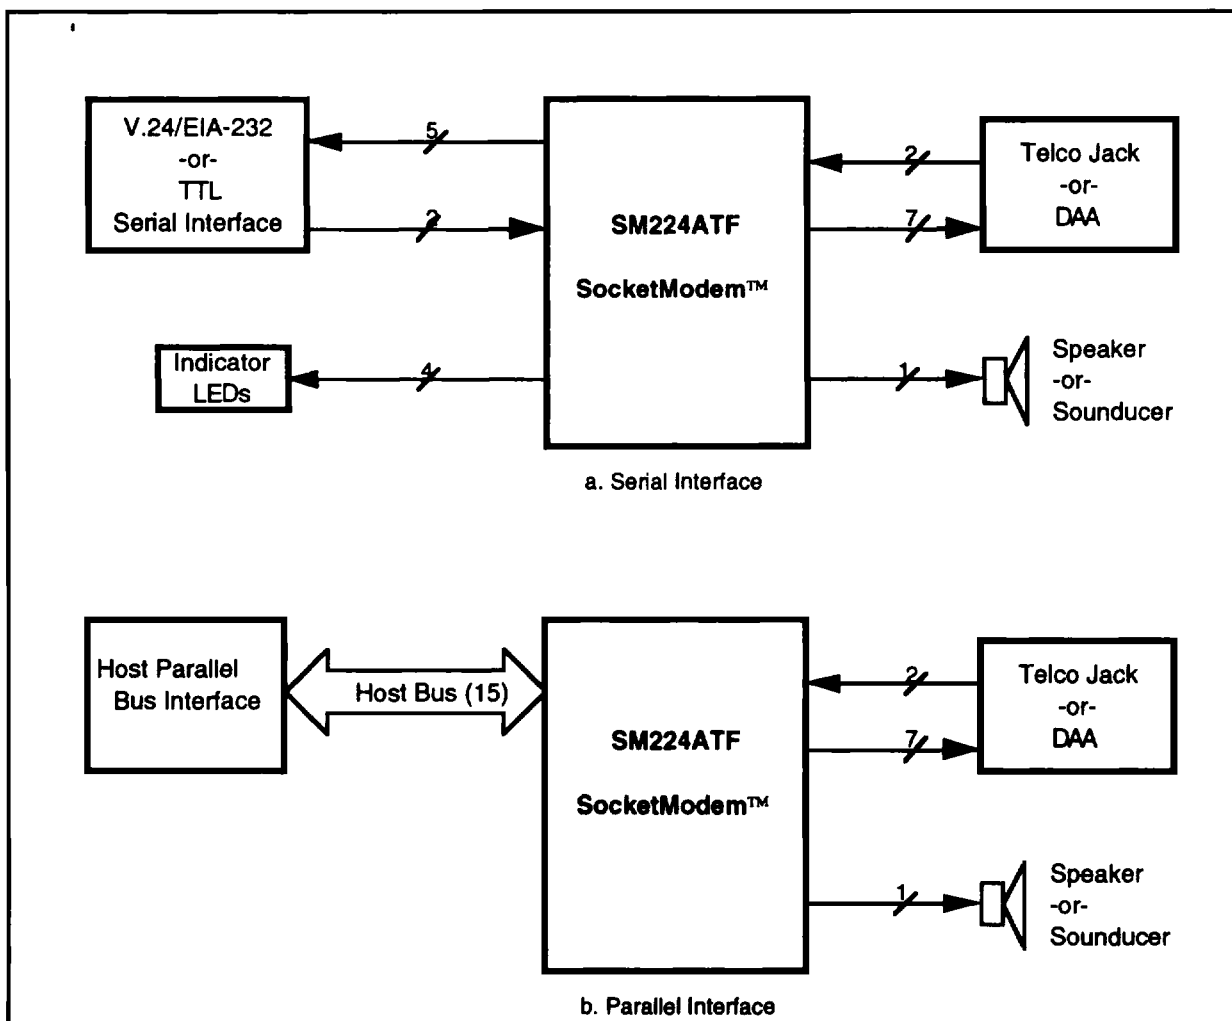 V.24/EIA-232
-or-
TTL
Serial Interface
5
2
Indicator
LEDs
4
SM224ATF
SocketModem™
2
7
Telco Jack
-or-
DAA
1
Speaker
-or-
Sounducer
a. Serial Interface
Host Parallel
Bus Interface
Host Bus (15)
SM224ATF
SocketModem™
2
7
Telco Jack
-or-
DAA
1
Speaker
-or-
Sounducer
b. Parallel Interface